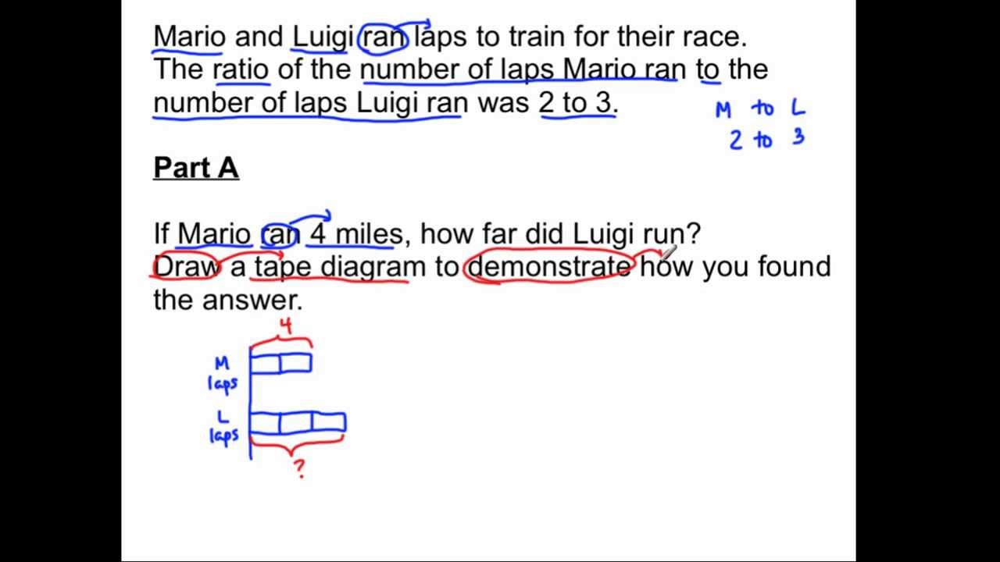 Mario and Luigi ran laps to train for their race.
The ratio of the number of laps Mario ran to the
number of laps Luigi ran was 2 to 3.
M to L
2 to 3
Part A
If Mario ran 4 miles, how far did Luigi run?
Draw a tape diagram to demonstrate how you found
the answer.
4
M
laps
L
laps
?